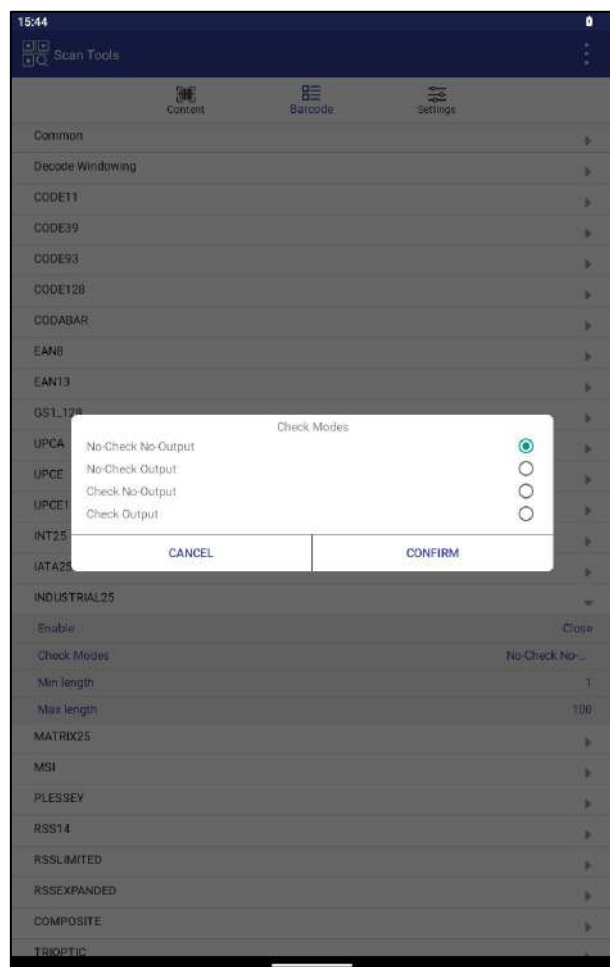 15:44
Scan Tools
Content Barcode Settings
Common
Decode Windowing
CODE11
CODE39
CODE93
CODE128
CODABAR
EAN8
EAN13
GS1_128
Check Modes
UPCA
No-Check No-Output
No-Check Output
UPCE
Check No-Output
UPCE1
Check Output
INT25
CANCEL CONFIRM
IATA25
INDUSTRIAL25
Enable Close
Check Modes No-Check No-...
Min length 1
Max length 100
MATRIX25
MSI
PLESSEY
RSS14
RSSLIMITED
RSSEXPANDED
COMPOSITE
TRIOPTIC